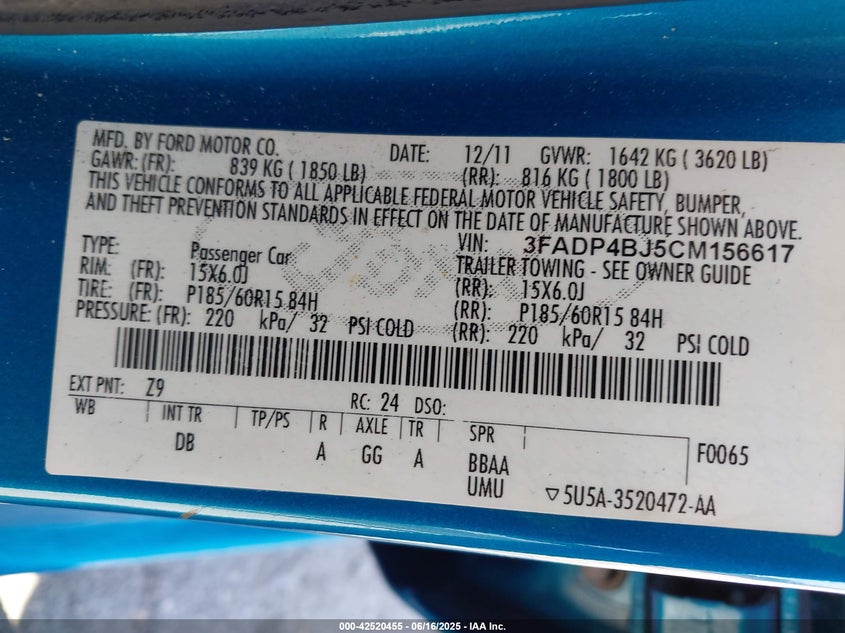 MFD. BY FORD MOTOR CO. DATE: 12/11 GVWR: 1642 KG ( 3620 LB)
GAWR: (FR): 839 KG ( 1850 LB) (RR): 816 KG ( 1800 LB)
THIS VEHICLE CONFORMS TO ALL APPLICABLE FEDERAL MOTOR VEHICLE SAFETY, BUMPER,
AND THEFT PREVENTION STANDARDS IN EFFECT ON THE DATE OF MANUFACTURE SHOWN ABOVE.
VIN: 3FADP4BJ5CM156617
TYPE: Passenger Car TRAILER TOWING - SEE OWNER GUIDE
RIM: (FR): 15X6.0J (RR): 15X6.0J
TIRE: (FR): P185/60R15 84H (RR): P185/60R15 84H
PRESSURE: (FR): 220 kPa/ 32 PSI COLD (RR): 220 kPa/ 32 PSI COLD
EXT PNT: Z9 RC: 24 DSO:
WB INT TR TP/PS R AXLE TR SPR F0065
DB A GG A BBAA
UMU ▽5U5A-3520472-AA
000-42520455 - 06/16/2025 - IAA Inc.